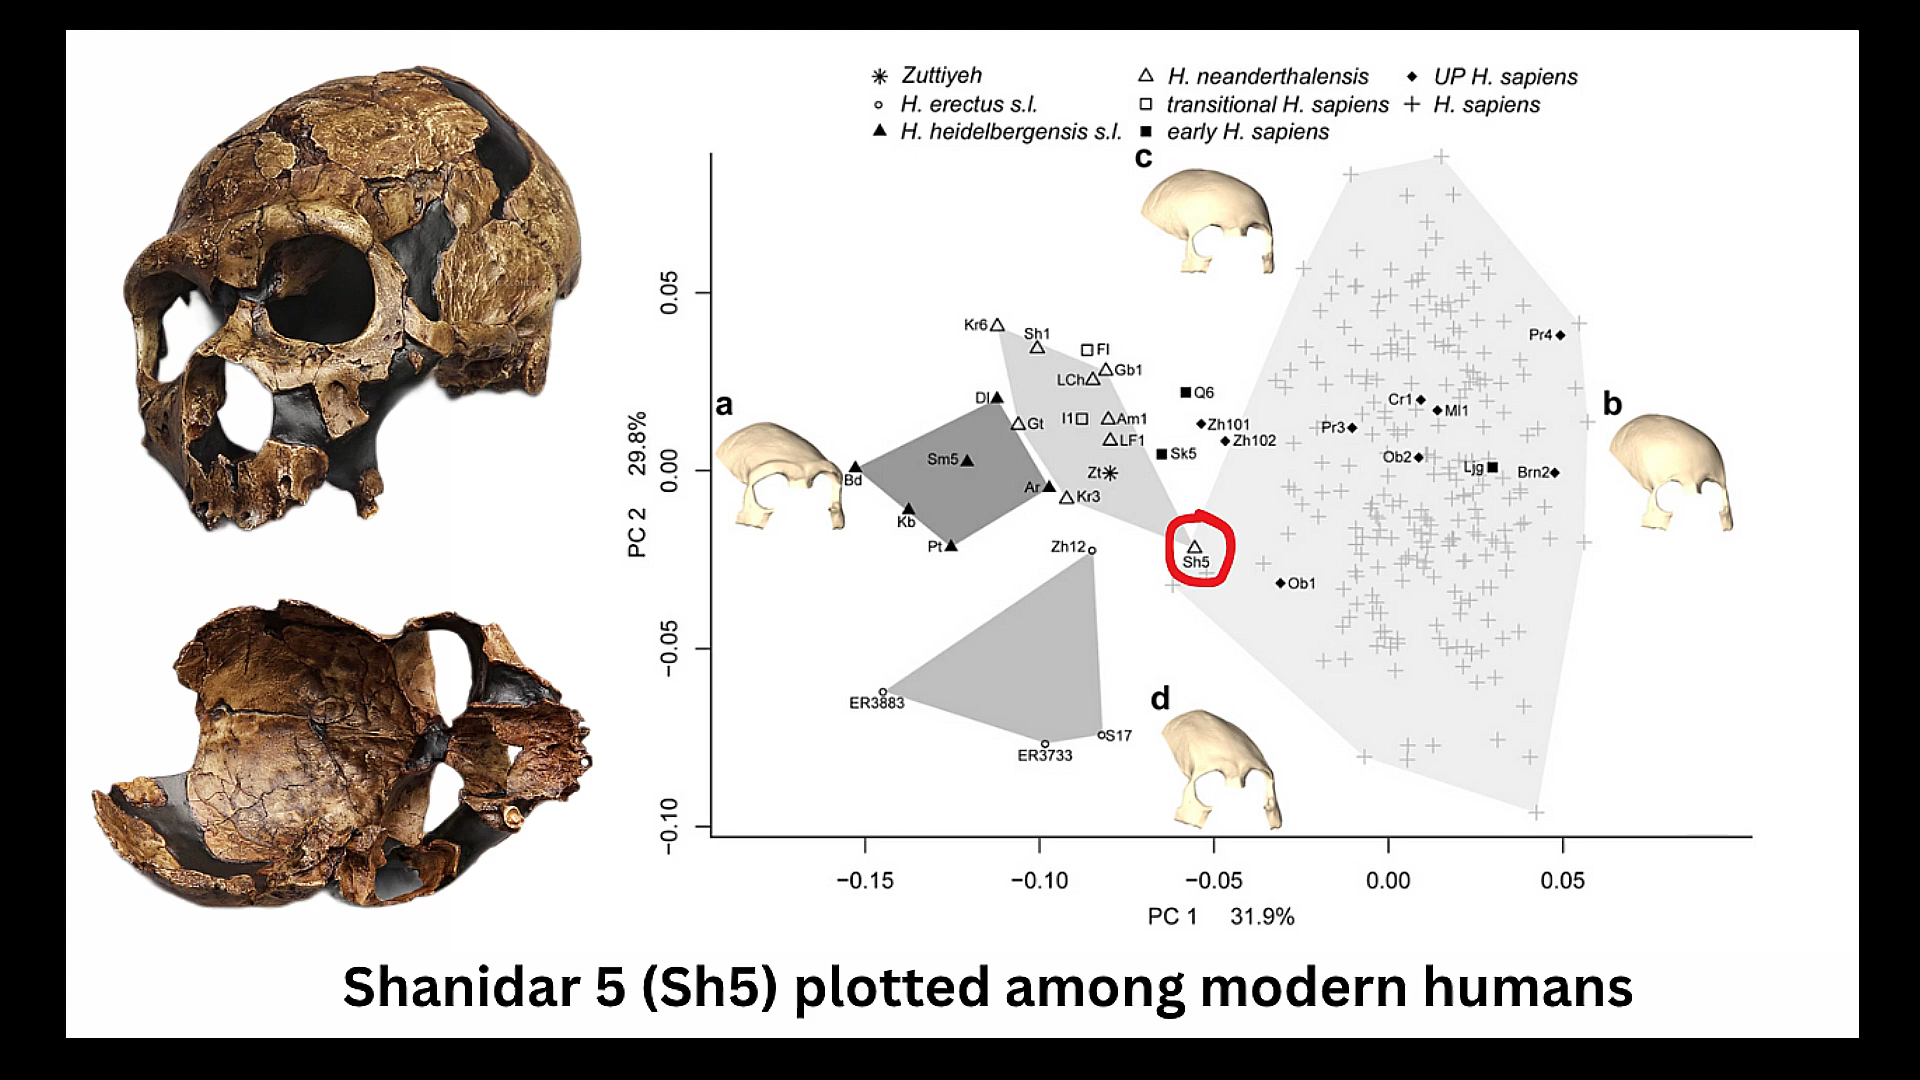 Zuttiyeh
H. erectus s.l.
H. heidelbergensis s.l.
H. neanderthalensis
transitional H. sapiens
early H. sapiens
UP H. sapiens
H. sapiens
c
a
b
d
0.05
0.00
−0.05
−0.10
PC 2 29.8%
Kr6
Sh1
Fl
Gb1
LCh
Dl
Gt
I1
Am1
LF1
Q6
Zh101
Zh102
Sk5
Zt
Sm5
Bd
Ar
Kr3
Kb
Pt
Zh12
Sh5
Ob1
Pr4
Cr1
Ml1
Pr3
Ob2
Ljg
Brn2
ER3883
S17
ER3733
−0.15
−0.10
−0.05
0.00
0.05
PC 1 31.9%
Shanidar 5 (Sh5) plotted among modern humans